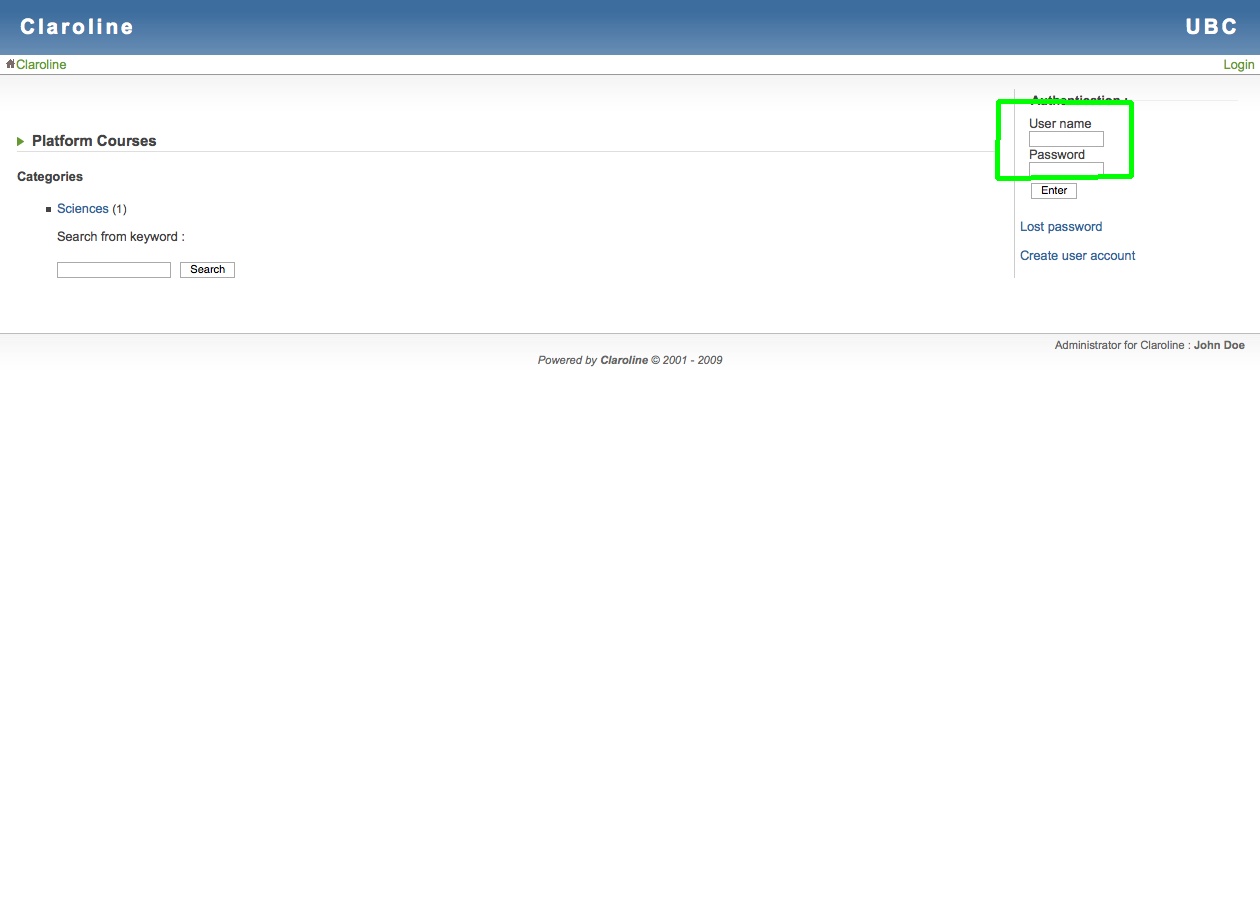 Claroline
UBC
Claroline
Login
Platform Courses
Categories
Sciences (1)
Search from keyword :
Search
Authentication :
User name
Password
Enter
Lost password
Create user account
Administrator for Claroline : John Doe
Powered by Claroline © 2001 - 2009